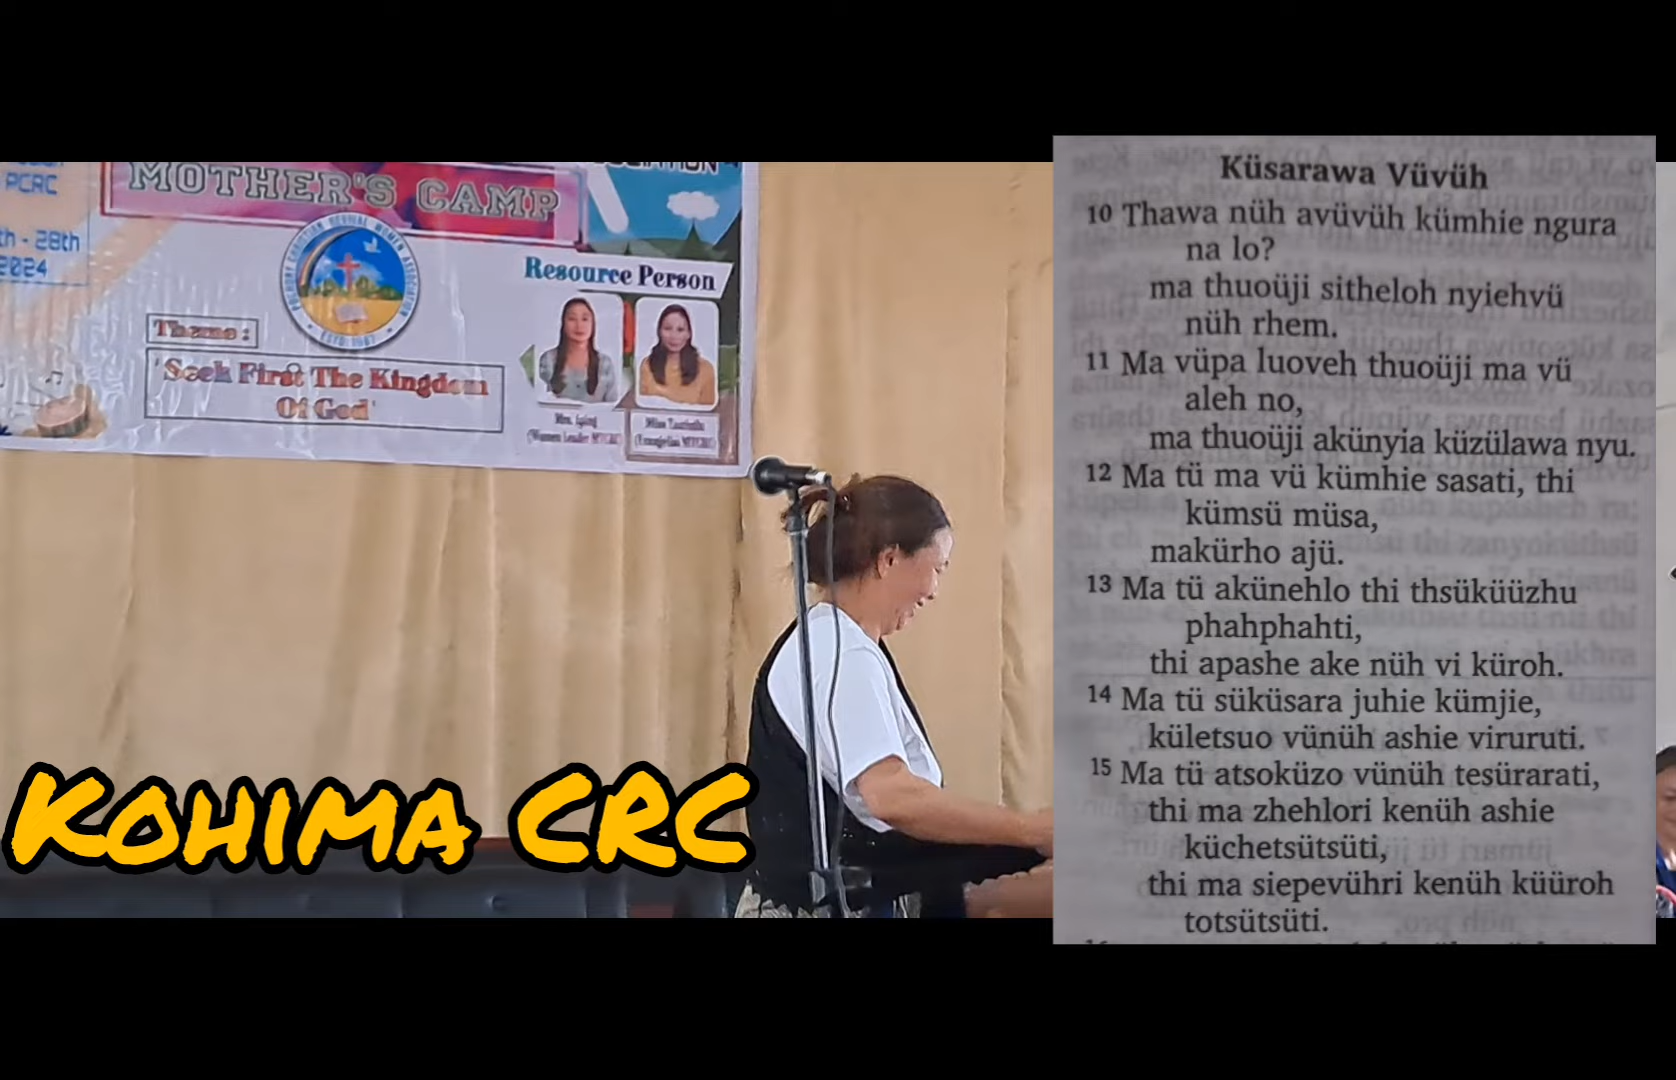 PCRC
MOTHER'S CAMP
th - 28th
2024
Resource Person
Theme :
'Seek First The Kingdom
Of God'
KOHIMA CRC
Küsarawa Vüvüh
10 Thawa nüh avüvüh kümhie ngura
na lo?
ma thuoüji sitheloh nyiehvü
nüh rhem.
11 Ma vüpa luoveh thuoüji ma vü
aleh no,
ma thuoüji akünyia küzülawa nyu.
12 Ma tü ma vü kümhie sasati, thi
kümsü müsa,
makürho ajü.
13 Ma tü akünehlo thi thsüküüzhu
phahphahti,
thi apashe ake nüh vi küroh.
14 Ma tü süküsara juhie kümjie,
kületsuo vünüh ashie viruruti.
15 Ma tü atsoküzo vünüh tesürarati,
thi ma zhehlori kenüh ashie
küchetsütsüti,
thi ma siepevühri kenüh küüroh
totsütsüti.